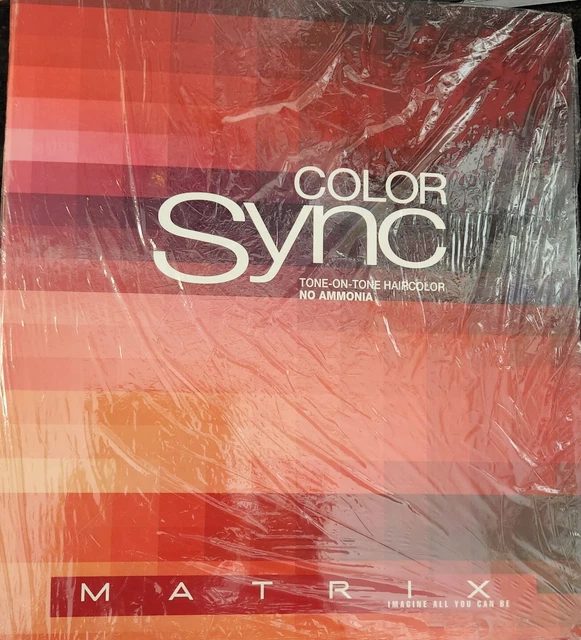 COLOR
Sync
TONE-ON-TONE HAIRCOLOR
NO AMMONIA
MATRIX
IMAGINE ALL YOU CAN BE